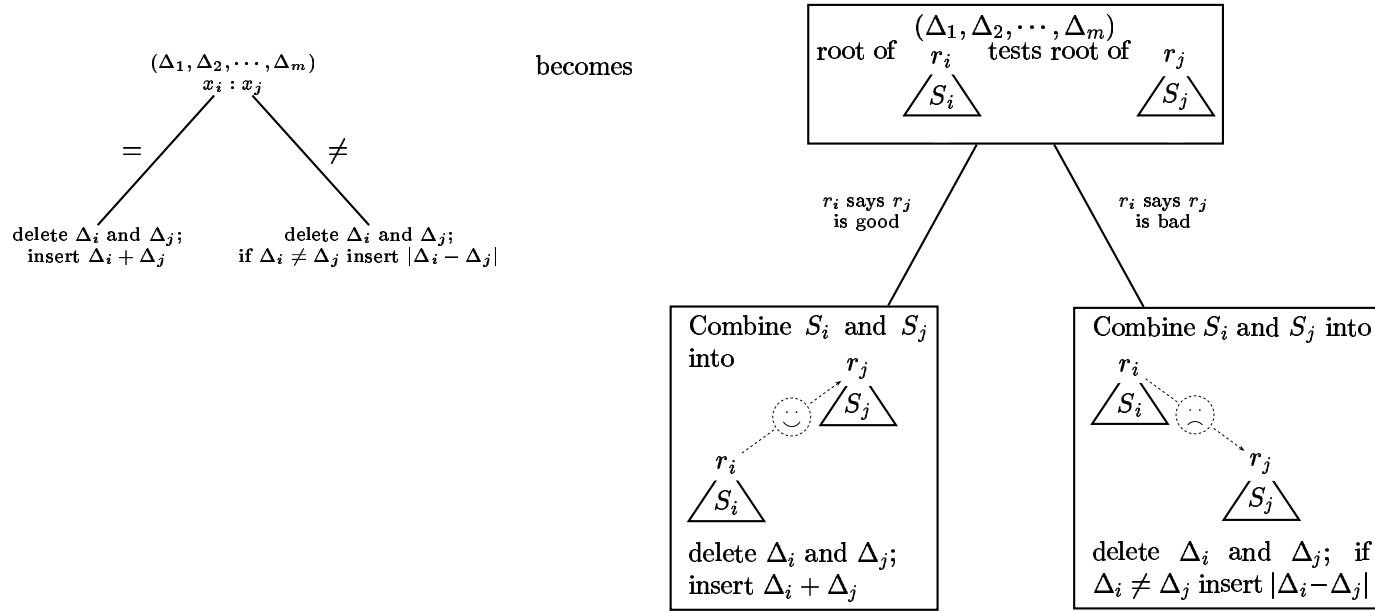 (Δ₁, Δ₂, ⋯, Δₘ)
xᵢ : xⱼ
=
≠
delete Δᵢ and Δⱼ;
insert Δᵢ + Δⱼ
delete Δᵢ and Δⱼ;
if Δᵢ ≠ Δⱼ insert |Δᵢ − Δⱼ|
becomes
(Δ₁, Δ₂, ⋯, Δₘ)
root of rᵢ tests root of rⱼ
Sᵢ Sⱼ
rᵢ says rⱼ
is good
rᵢ says rⱼ
is bad
Combine Sᵢ and Sⱼ
into
rⱼ
Sⱼ
rᵢ
Sᵢ
delete Δᵢ and Δⱼ;
insert Δᵢ + Δⱼ
Combine Sᵢ and Sⱼ into
rᵢ
Sᵢ
rⱼ
Sⱼ
delete Δᵢ and Δⱼ; if
Δᵢ ≠ Δⱼ insert |Δᵢ−Δⱼ|